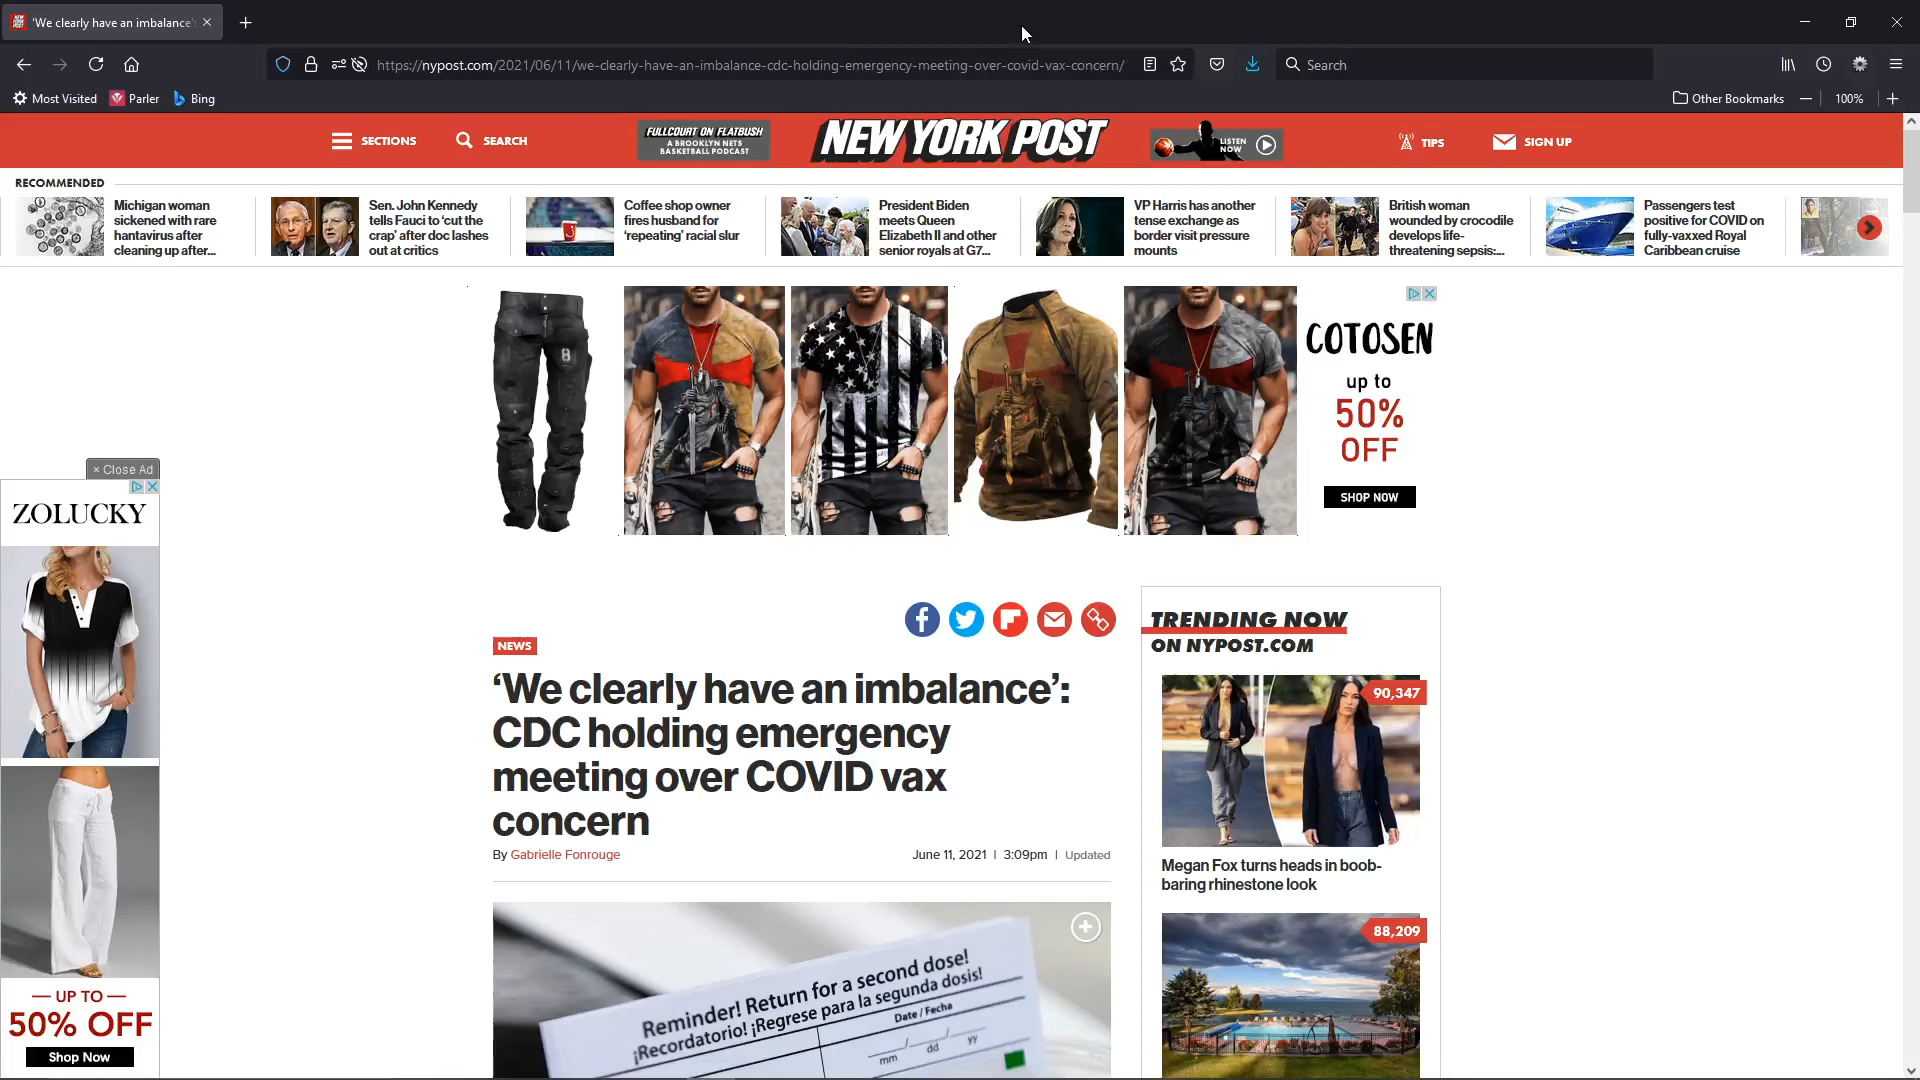 'We clearly have an imbalance':
https://nypost.com/2021/06/11/we-clearly-have-an-imbalance-cdc-holding-emergency-meeting-over-covid-vax-concern/
Search
Most Visited
Parler
Bing
Other Bookmarks
100%
SECTIONS
SEARCH
FULLCOURT ON FLATBUSH
A BROOKLYN NETS
BASKETBALL PODCAST
NEW YORK POST
LISTEN
NOW
TIPS
SIGN UP
RECOMMENDED
Michigan woman
sickened with rare
hantavirus after
cleaning up after...
Sen. John Kennedy
tells Fauci to 'cut the
crap' after doc lashes
out at critics
Coffee shop owner
fires husband for
'repeating' racial slur
President Biden
meets Queen
Elizabeth II and other
senior royals at G7...
VP Harris has another
tense exchange as
border visit pressure
mounts
British woman
wounded by crocodile
develops life-
threatening sepsis:...
Passengers test
positive for COVID on
fully-vaxxed Royal
Caribbean cruise
COTOSEN
up to
50%
OFF
SHOP NOW
× Close Ad
ZOLUCKY
— UP TO —
50% OFF
Shop Now
NEWS
'We clearly have an imbalance':
CDC holding emergency
meeting over COVID vax
concern
By Gabrielle Fonrouge
June 11, 2021 | 3:09pm | Updated
Reminder! Return for a second dose!
¡Recordatorio! ¡Regrese para la segunda dosis!
Date / Fecha
mm / dd / yy
TRENDING NOW
ON NYPOST.COM
90,347
Megan Fox turns heads in boob-
baring rhinestone look
88,209